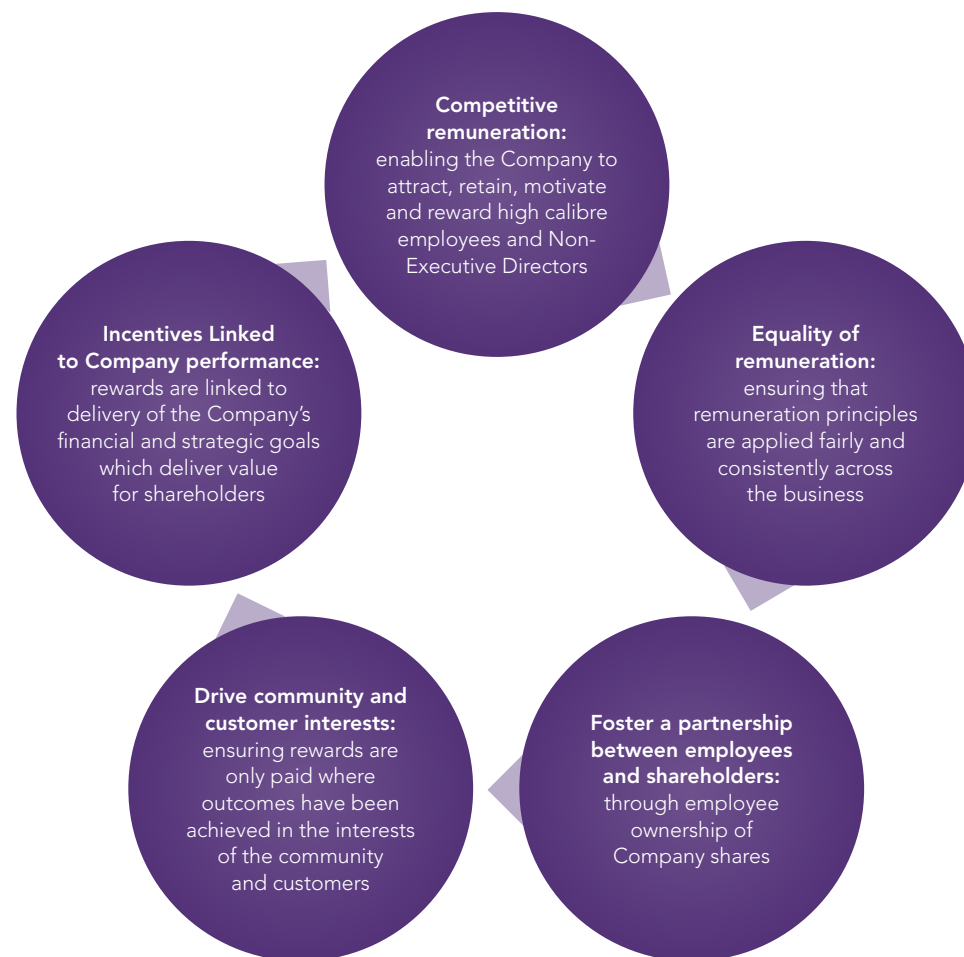 Competitive
remuneration:
enabling the Company to
attract, retain, motivate
and reward high calibre
employees and Non-
Executive Directors
Equality of
remuneration:
ensuring that
remuneration principles
are applied fairly and
consistently across
the business
Foster a partnership
between employees
and shareholders:
through employee
ownership of
Company shares
Drive community and
customer interests:
ensuring rewards are
only paid where
outcomes have been
achieved in the interests
of the community
and customers
Incentives Linked
to Company performance:
rewards are linked to
delivery of the Company’s
financial and strategic goals
which deliver value
for shareholders